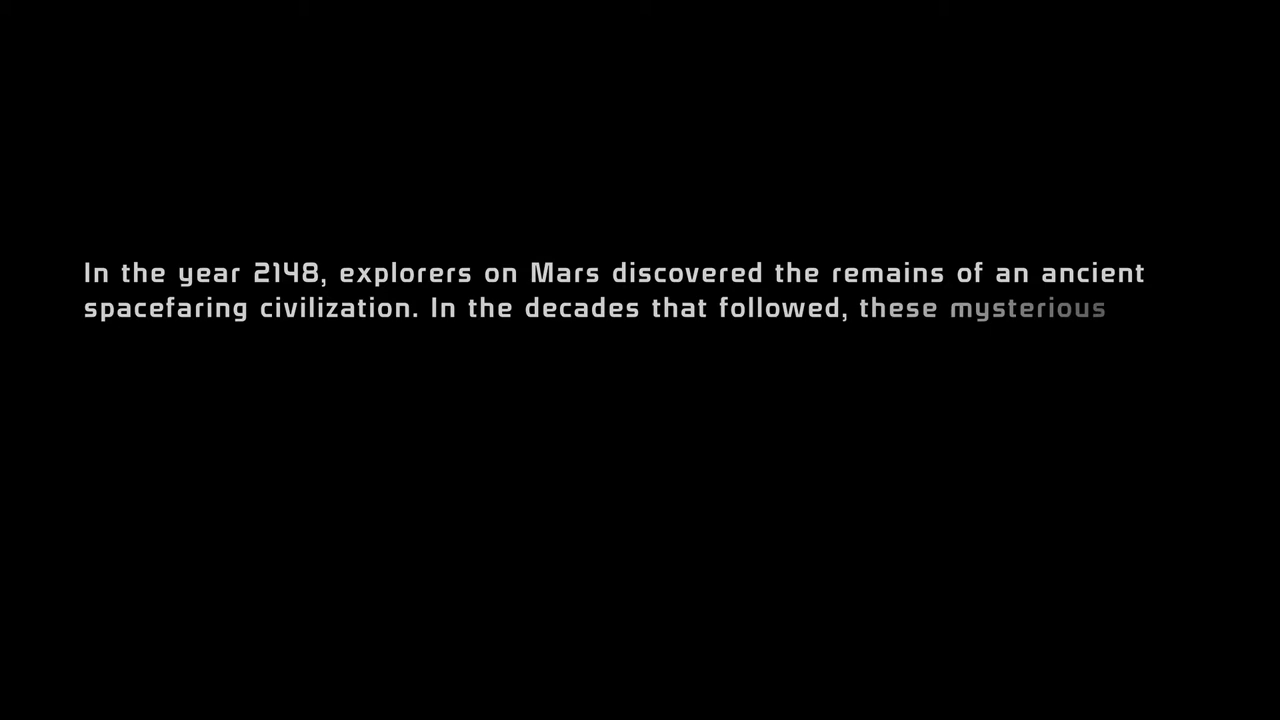 In the year 2148, explorers on Mars discovered the remains of an ancient
spacefaring civilization. In the decades that followed, these mysterious